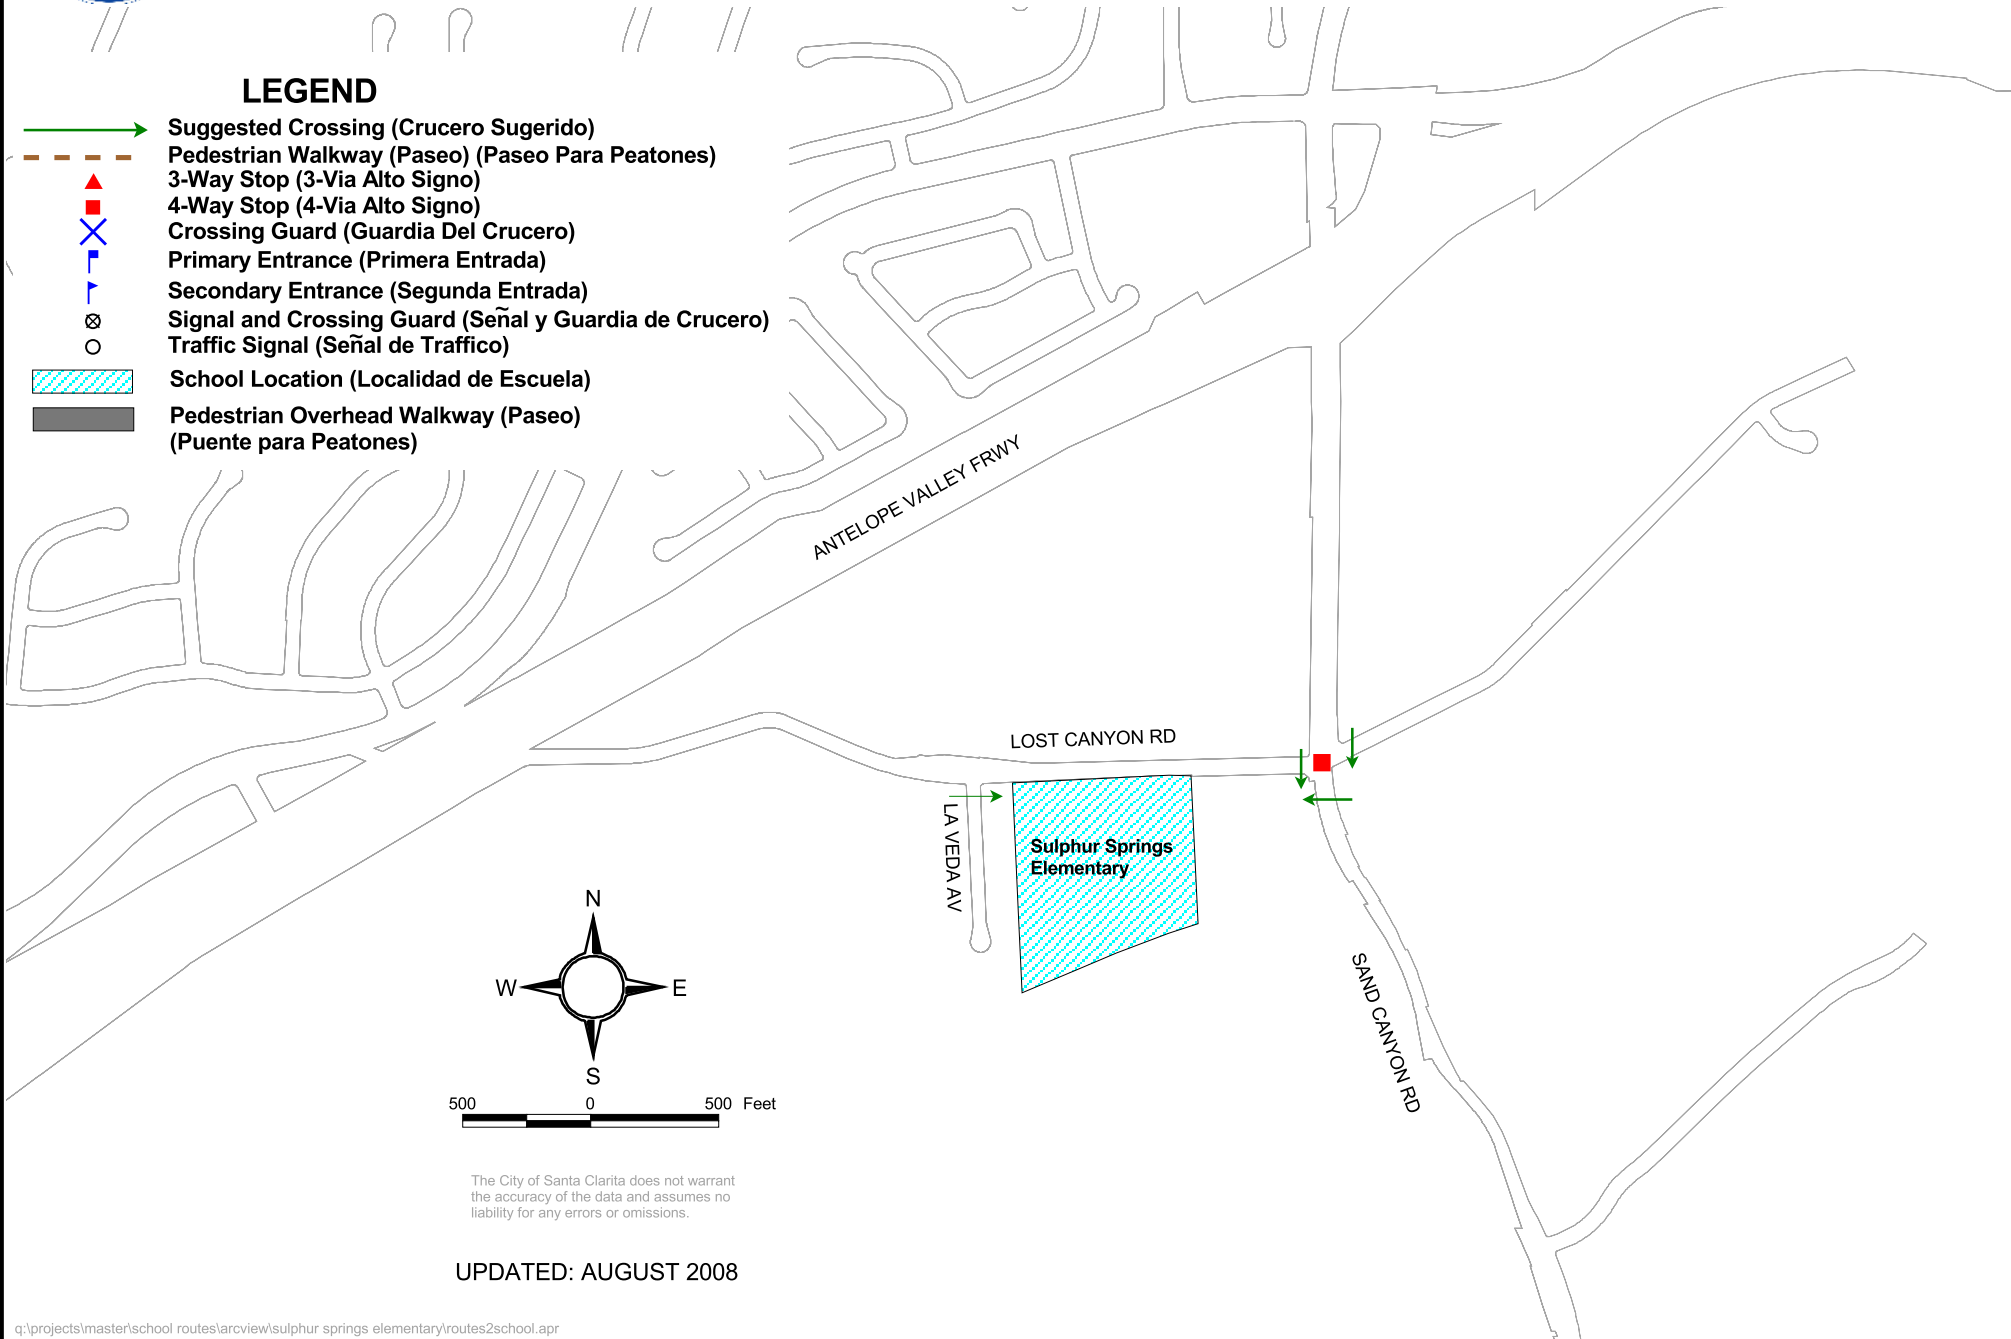 LEGEND
Suggested Crossing (Crucero Sugerido)
Pedestrian Walkway (Paseo) (Paseo Para Peatones)
3-Way Stop (3-Via Alto Signo)
4-Way Stop (4-Via Alto Signo)
Crossing Guard (Guardia Del Crucero)
Primary Entrance (Primera Entrada)
Secondary Entrance (Segunda Entrada)
Signal and Crossing Guard (Señal y Guardia de Crucero)
Traffic Signal (Señal de Traffico)
School Location (Localidad de Escuela)
Pedestrian Overhead Walkway (Paseo)
(Puente para Peatones)
ANTELOPE VALLEY FRWY
LOST CANYON RD
LA VEDA AV
Sulphur Springs
Elementary
SAND CANYON RD
N
W E
S
500 0 500 Feet
The City of Santa Clarita does not warrant
the accuracy of the data and assumes no
liability for any errors or omissions.
UPDATED: AUGUST 2008
q:\projects\master\school routes\arcview\sulphur springs elementary\routes2school.apr